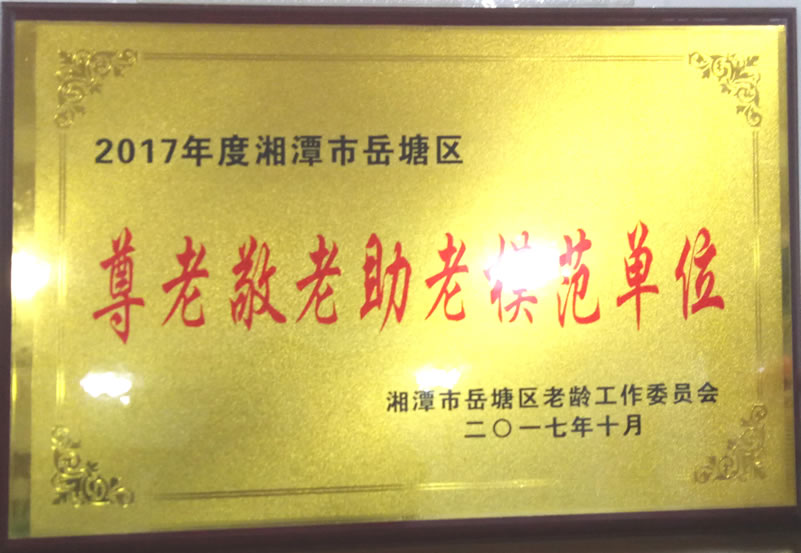 2017年度湘潭市岳塘区
尊老敬老助老模范单位
湘潭市岳塘区老龄工作委员会
二〇一七年十月